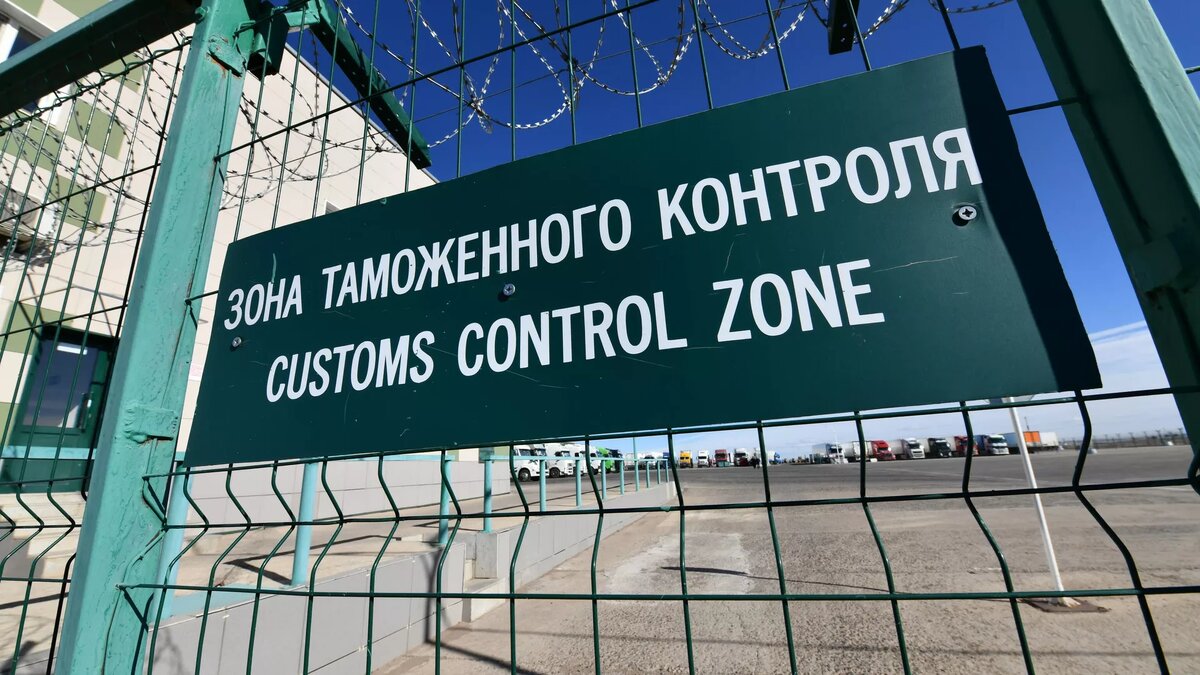 ЗОНА ТАМОЖЕННОГО КОНТРОЛЯ
CUSTOMS CONTROL ZONE